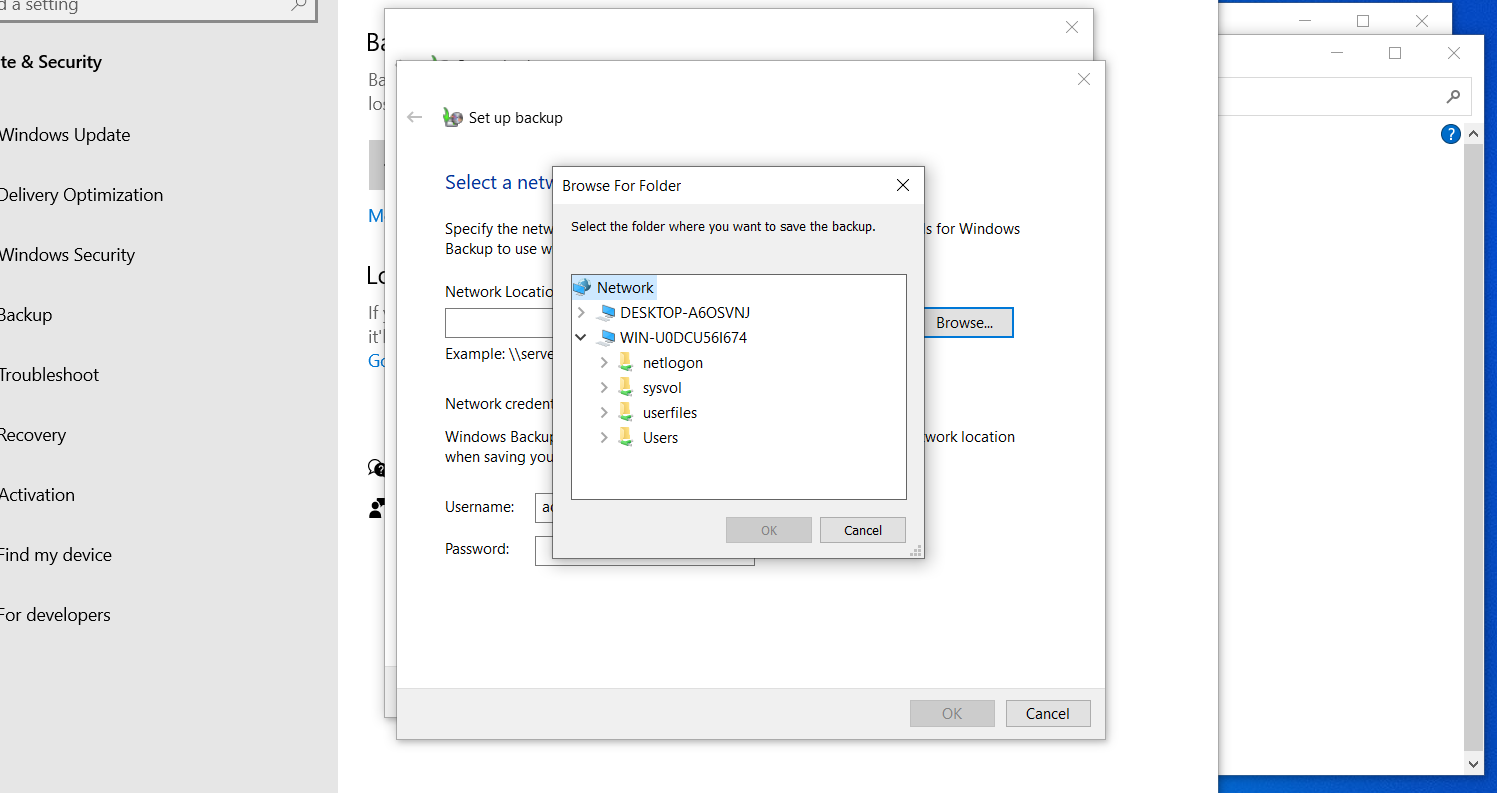 d a setting
te & Security
Windows Update
Delivery Optimization
Windows Security
Backup
Troubleshoot
Recovery
Activation
Find my device
For developers
Set up backup
Select a netw
Specify the netw
s for Windows
Backup to use w
Network Locatio
Browse...
Example: \\serve
Network credent
Windows Backup
work location
when saving you
Username:
Password:
OK
Cancel
Browse For Folder
Select the folder where you want to save the backup.
Network
DESKTOP-A6OSVNJ
WIN-U0DCU56I674
netlogon
sysvol
userfiles
Users
OK
Cancel